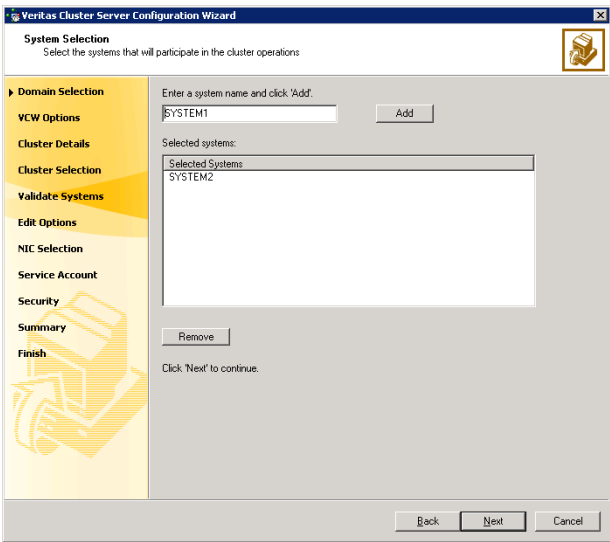 Veritas Cluster Server Configuration Wizard
System Selection
Select the systems that will participate in the cluster operations
Domain Selection
VCW Options
Cluster Details
Cluster Selection
Validate Systems
Edit Options
NIC Selection
Service Account
Security
Summary
Finish
Enter a system name and click 'Add'.
SYSTEM1
Add
Selected systems:
Selected Systems
SYSTEM2
Remove
Click 'Next' to continue.
Back
Next
Cancel